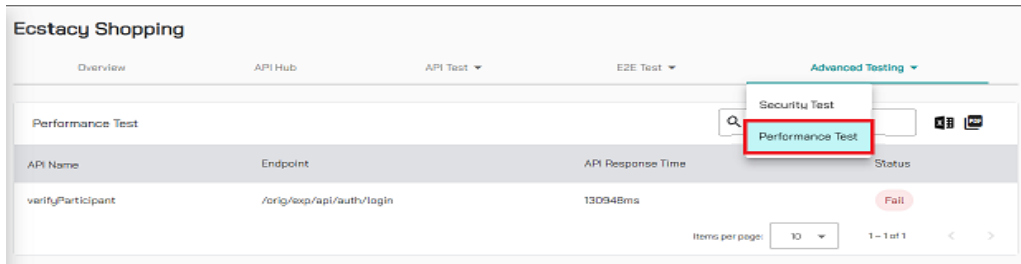 Ecstacy Shopping
Overview API Hub API Test E2E Test Advanced Testing
Security Test
Performance Test
Performance Test
API Name Endpoint API Response Time Status
verifyParticipant /orig/exp/api/auth/login 130948ms Fail
Items per page: 10 1 – 1 of 1